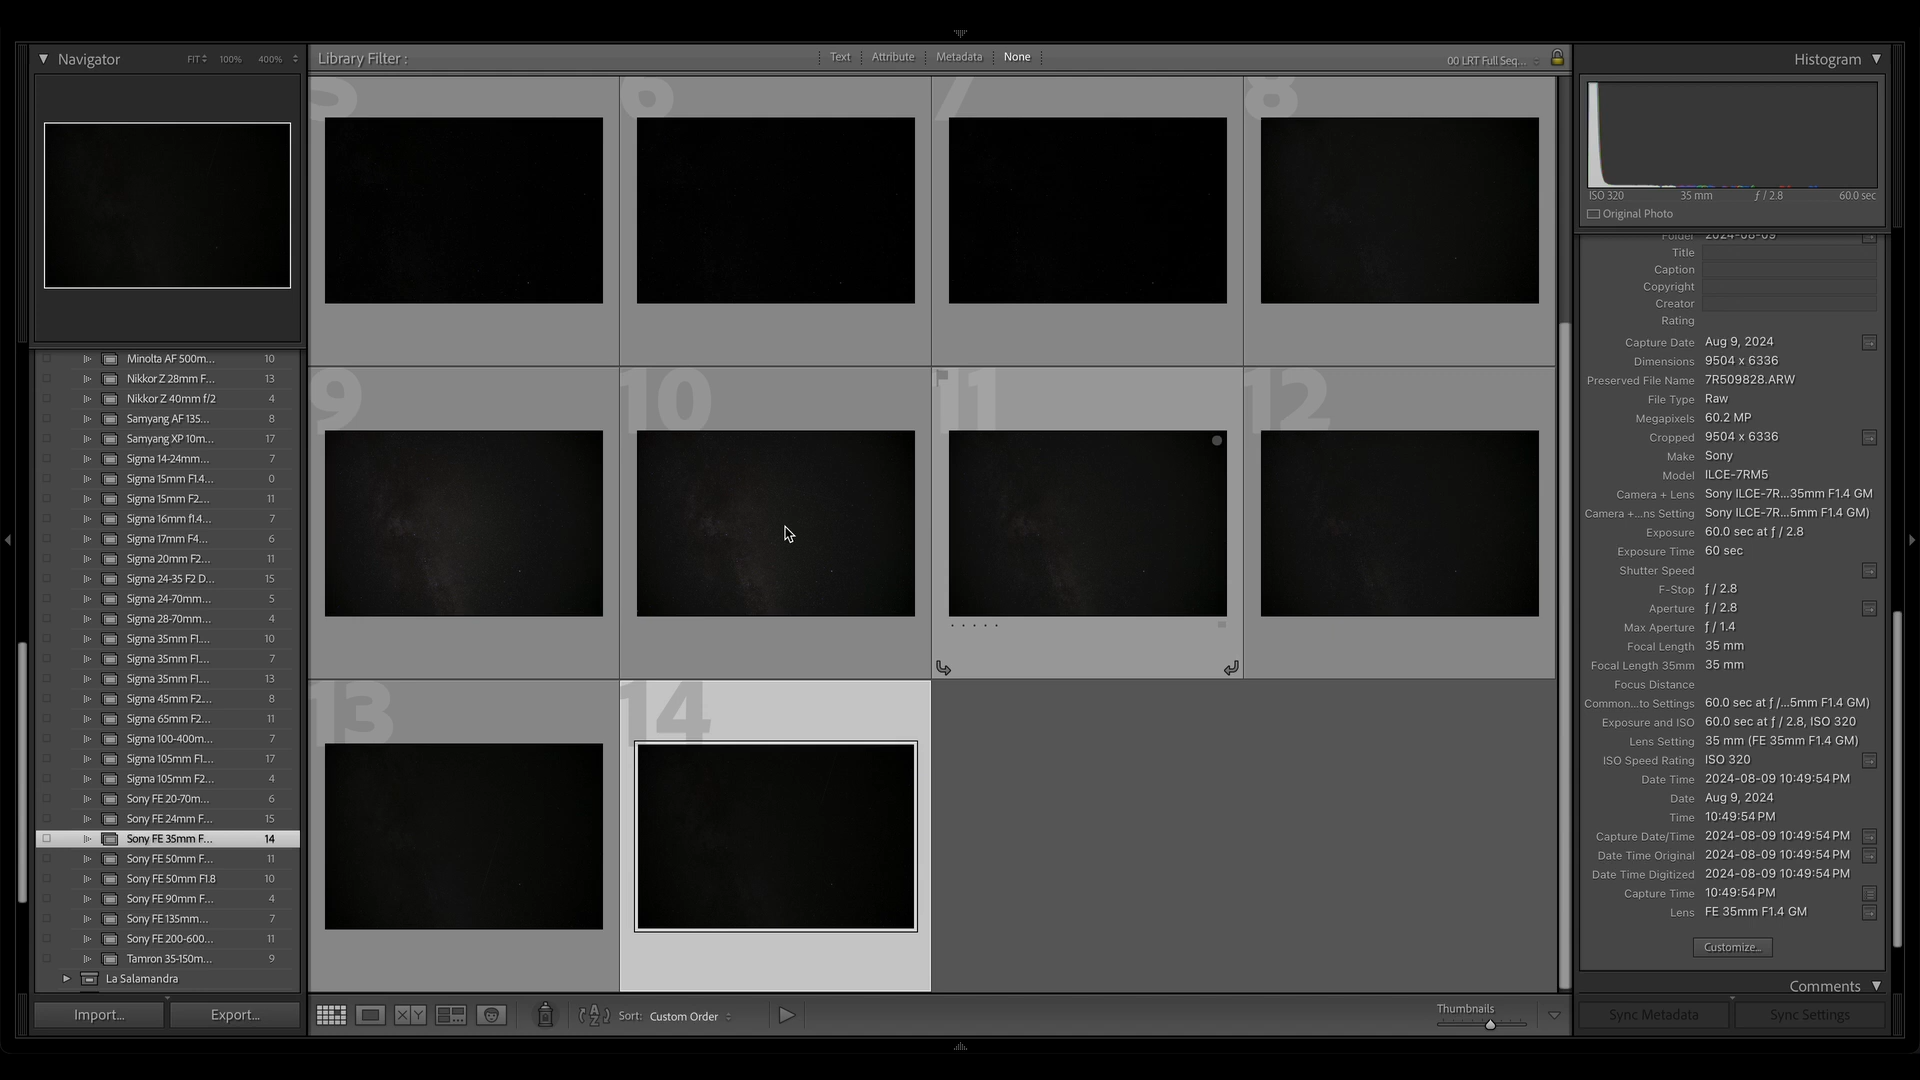 Navigator
FIT
100%
400%
Library Filter :
Text
Attribute
Metadata
None
00 LRT Full Seq...
Histogram
ISO 320
35 mm
ƒ / 2.8
60.0 sec
Original Photo
5
6
7
8
9
10
11
12
13
14
Minolta AF 500m... 10
Nikkor Z 28mm F... 13
Nikkor Z 40mm f/2 4
Samyang AF 135... 8
Samyang XP 10m... 17
Sigma 14-24mm... 7
Sigma 15mm F1.4... 0
Sigma 15mm F2.... 11
Sigma 16mm f1.4... 7
Sigma 17mm F4... 6
Sigma 20mm F2... 11
Sigma 24-35 F2 D... 15
Sigma 24-70mm... 5
Sigma 28-70mm... 4
Sigma 35mm F1.... 10
Sigma 35mm F1.... 7
Sigma 35mm F1.... 13
Sigma 45mm F2.... 8
Sigma 65mm F2... 11
Sigma 100-400m... 7
Sigma 105mm F1.... 17
Sigma 105mm F2... 4
Sony FE 20-70m... 6
Sony FE 24mm F... 15
Sony FE 35mm F... 14
Sony FE 50mm F... 11
Sony FE 50mm F1.8 10
Sony FE 90mm F... 4
Sony FE 135mm... 7
Sony FE 200-600... 11
Tamron 35-150m... 9
La Salamandra
Import...
Export...
Sort: Custom Order
Thumbnails
Folder 2024-08-09
Title
Caption
Copyright
Creator
Rating
Capture Date Aug 9, 2024
Dimensions 9504 x 6336
Preserved File Name 7R509828.ARW
File Type Raw
Megapixels 60.2 MP
Cropped 9504 x 6336
Make Sony
Model ILCE-7RM5
Camera + Lens Sony ILCE-7R...35mm F1.4 GM
Camera +...ns Setting Sony ILCE-7R...5mm F1.4 GM)
Exposure 60.0 sec at ƒ / 2.8
Exposure Time 60 sec
Shutter Speed
F-Stop ƒ / 2.8
Aperture ƒ / 2.8
Max Aperture ƒ / 1.4
Focal Length 35 mm
Focal Length 35mm 35 mm
Focus Distance
Common...to Settings 60.0 sec at ƒ /...5mm F1.4 GM)
Exposure and ISO 60.0 sec at ƒ / 2.8, ISO 320
Lens Setting 35 mm (FE 35mm F1.4 GM)
ISO Speed Rating ISO 320
Date Time 2024-08-09 10:49:54 PM
Date Aug 9, 2024
Time 10:49:54 PM
Capture Date/Time 2024-08-09 10:49:54 PM
Date Time Original 2024-08-09 10:49:54 PM
Date Time Digitized 2024-08-09 10:49:54 PM
Capture Time 10:49:54 PM
Lens FE 35mm F1.4 GM
Customize...
Comments
Sync Metadata
Sync Settings